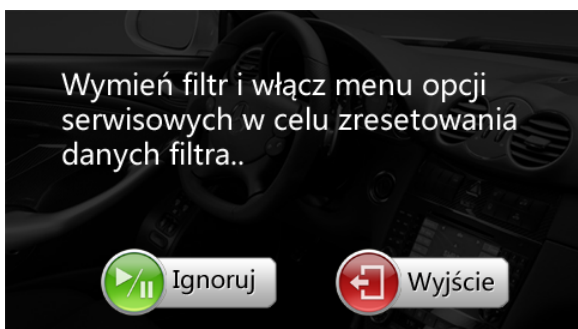 Wymień filtr i włącz menu opcji
serwisowych w celu zresetowania
danych filtra..
Ignoruj
Wyjście